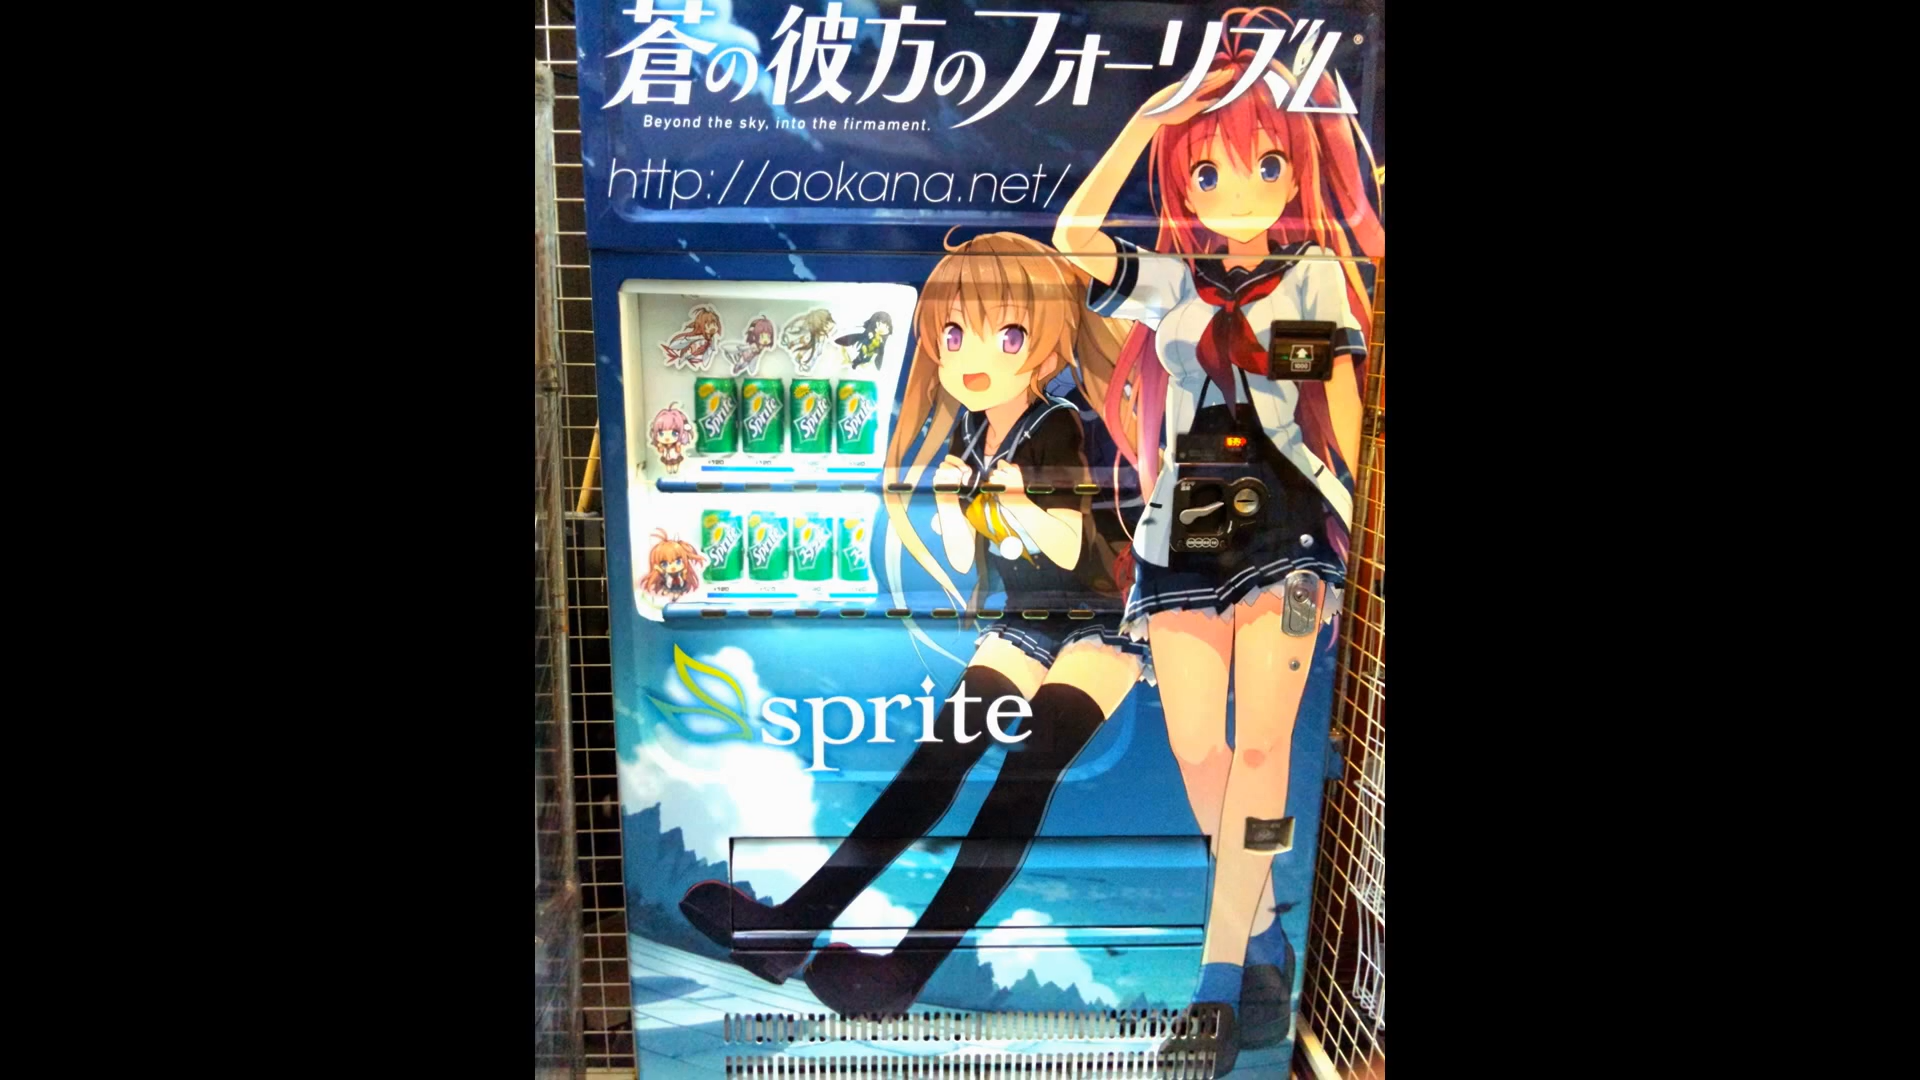 蒼の彼方のフォーリズム®
Beyond the sky, into the firmament.
http://aokana.net/
1000
Sprite Sprite Sprite Sprite
Sprite Sprite Sprite
sprite